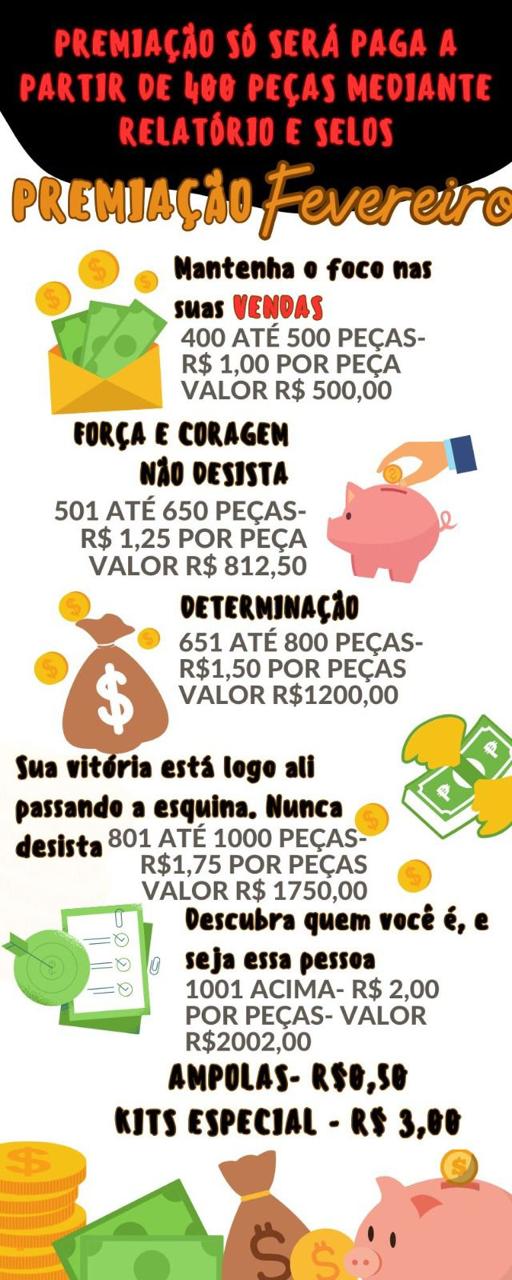 PREMIAÇÃO SÓ SERÁ PAGA A
PARTIR DE 400 PEÇAS MEDIANTE
RELATÓRIO E SELOS
PREMIAÇÃO Fevereiro
Mantenha o foco nas
suas VENDAS
400 ATÉ 500 PEÇAS-
R$ 1,00 POR PEÇA
VALOR R$ 500,00
FORÇA E CORAGEM
NÃO DESISTA
501 ATÉ 650 PEÇAS-
R$ 1,25 POR PEÇA
VALOR R$ 812,50
DETERMINAÇÃO
651 ATÉ 800 PEÇAS-
R$1,50 POR PEÇAS
VALOR R$1200,00
Sua vitória está logo ali
passando a esquina. Nunca
desista
801 ATÉ 1000 PEÇAS-
R$1,75 POR PEÇAS
VALOR R$ 1750,00
Descubra quem você é, e
seja essa pessoa
1001 ACIMA- R$ 2,00
POR PEÇAS- VALOR
R$2002,00
AMPOLAS- R$0,50
KITS ESPECIAL - R$ 3,00